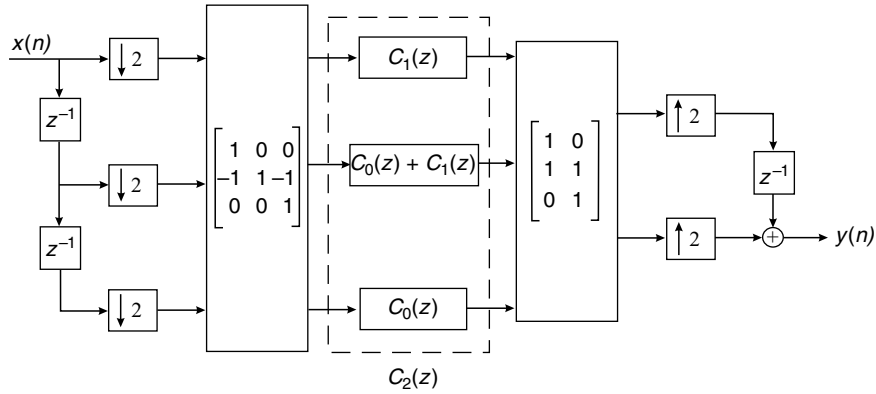 x(n)
↓ 2
C₁(z)
z⁻¹
↑ 2
1 0 0
-1 1 -1
0 0 1
1 0
1 1
0 1
↓ 2
C₀(z) + C₁(z)
z⁻¹
z⁻¹
↑ 2
+
y(n)
↓ 2
C₀(z)
C₂(z)